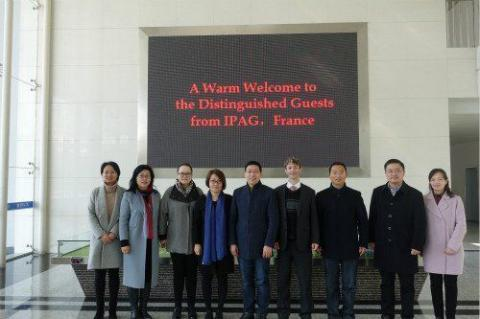 A Warm Welcome to
the Distinguished Guests
from IPAG, France